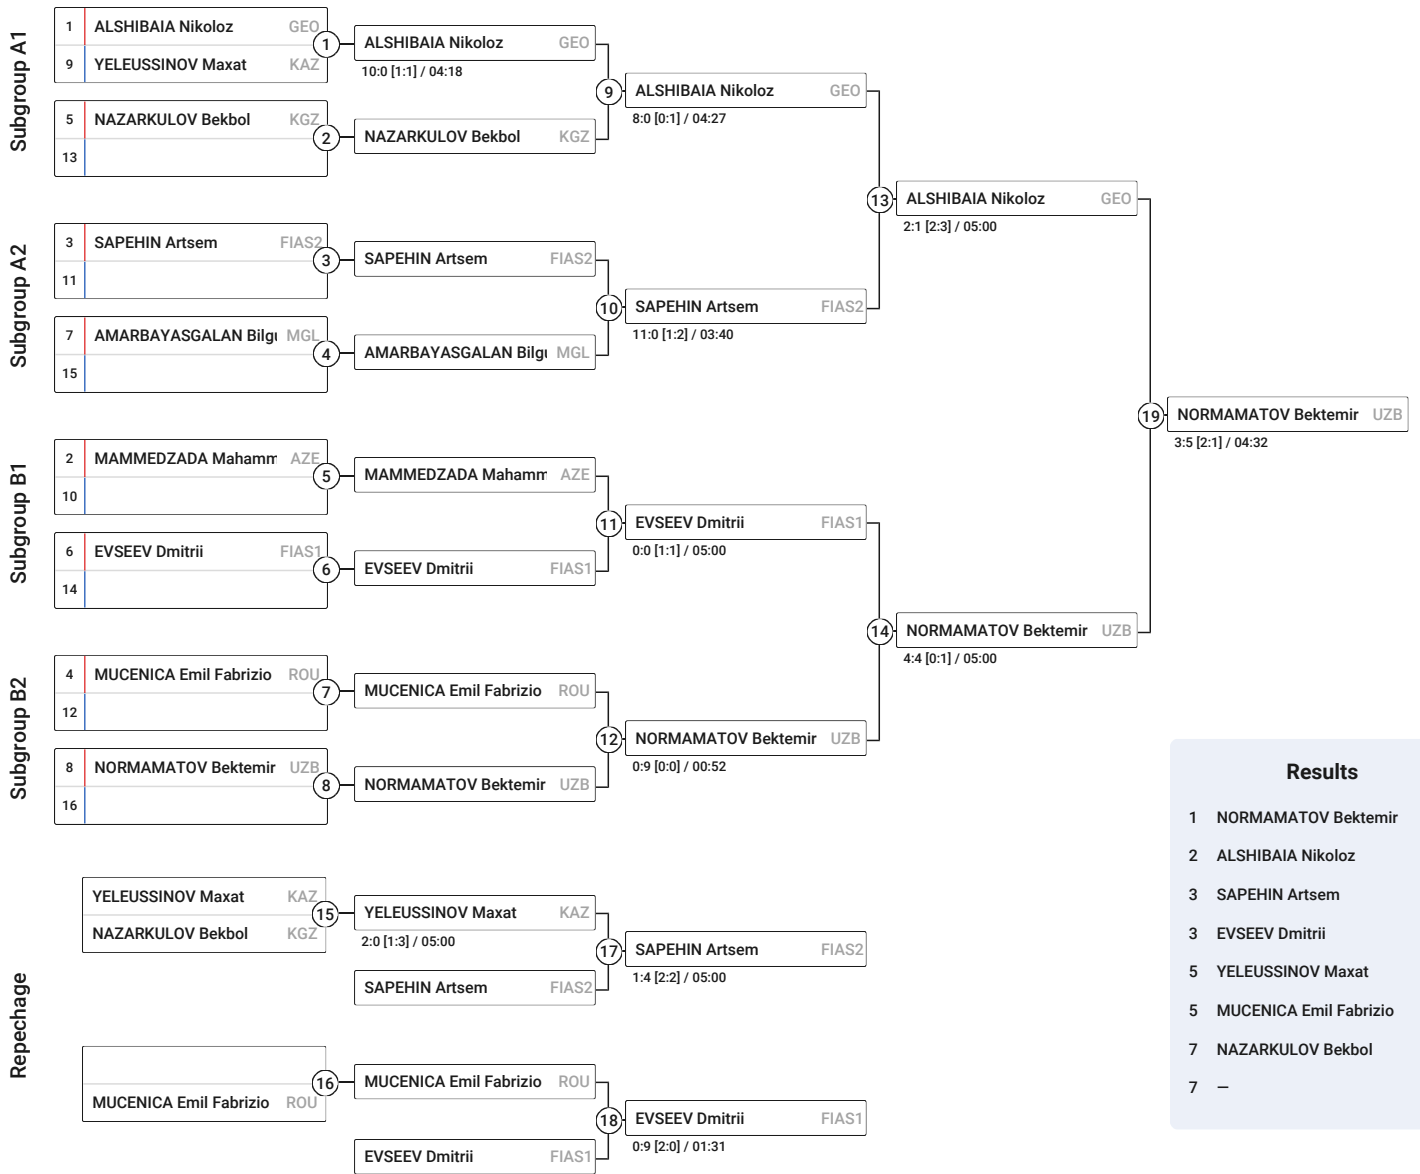 Subgroup A1
1 ALSHIBAIA Nikoloz GEO
9 YELEUSSINOV Maxat KAZ
1
ALSHIBAIA Nikoloz GEO
10:0 [1:1] / 04:18
5 NAZARKULOV Bekbol KGZ
13
2
NAZARKULOV Bekbol KGZ
9
ALSHIBAIA Nikoloz GEO
8:0 [0:1] / 04:27
Subgroup A2
3 SAPEHIN Artsem FIAS2
11
3
SAPEHIN Artsem FIAS2
7 AMARBAYASGALAN Bilgu MGL
15
4
AMARBAYASGALAN Bilgu MGL
10
SAPEHIN Artsem FIAS2
11:0 [1:2] / 03:40
13
ALSHIBAIA Nikoloz GEO
2:1 [2:3] / 05:00
Subgroup B1
2 MAMMEDZADA Mahamm AZE
10
5
MAMMEDZADA Mahamm AZE
6 EVSEEV Dmitrii FIAS1
14
6
EVSEEV Dmitrii FIAS1
11
EVSEEV Dmitrii FIAS1
0:0 [1:1] / 05:00
Subgroup B2
4 MUCENICA Emil Fabrizio ROU
12
7
MUCENICA Emil Fabrizio ROU
8 NORMAMATOV Bektemir UZB
16
8
NORMAMATOV Bektemir UZB
12
NORMAMATOV Bektemir UZB
0:9 [0:0] / 00:52
14
NORMAMATOV Bektemir UZB
4:4 [0:1] / 05:00
19
NORMAMATOV Bektemir UZB
3:5 [2:1] / 04:32
Repechage
YELEUSSINOV Maxat KAZ
NAZARKULOV Bekbol KGZ
15
YELEUSSINOV Maxat KAZ
2:0 [1:3] / 05:00
SAPEHIN Artsem FIAS2
17
SAPEHIN Artsem FIAS2
1:4 [2:2] / 05:00
MUCENICA Emil Fabrizio ROU
16
MUCENICA Emil Fabrizio ROU
EVSEEV Dmitrii FIAS1
18
EVSEEV Dmitrii FIAS1
0:9 [2:0] / 01:31
Results
1 NORMAMATOV Bektemir
2 ALSHIBAIA Nikoloz
3 SAPEHIN Artsem
3 EVSEEV Dmitrii
5 YELEUSSINOV Maxat
5 MUCENICA Emil Fabrizio
7 NAZARKULOV Bekbol
7 —